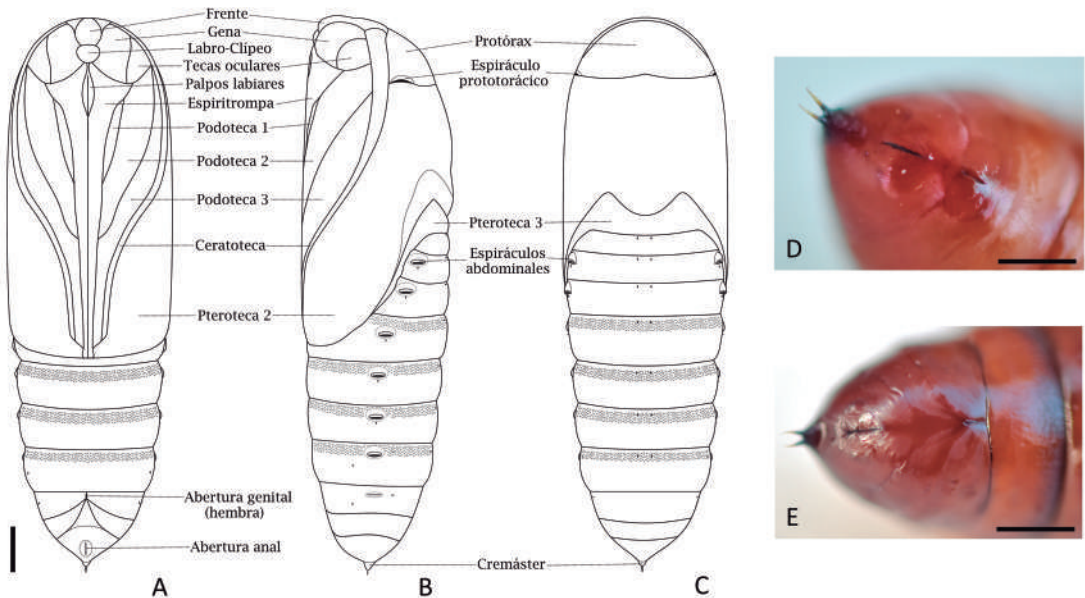 Frente
Gena
Labro-Clípeo
Tecas oculares
Palpos labiares
Espiritrompa
Podoteca 1
Podoteca 2
Podoteca 3
Ceratoteca
Pteroteca 2
Abertura genital
(hembra)
Abertura anal
Protórax
Espiráculo
prototorácico
Pteroteca 3
Espiráculos
abdominales
Cremáster
A
B
C
D
E